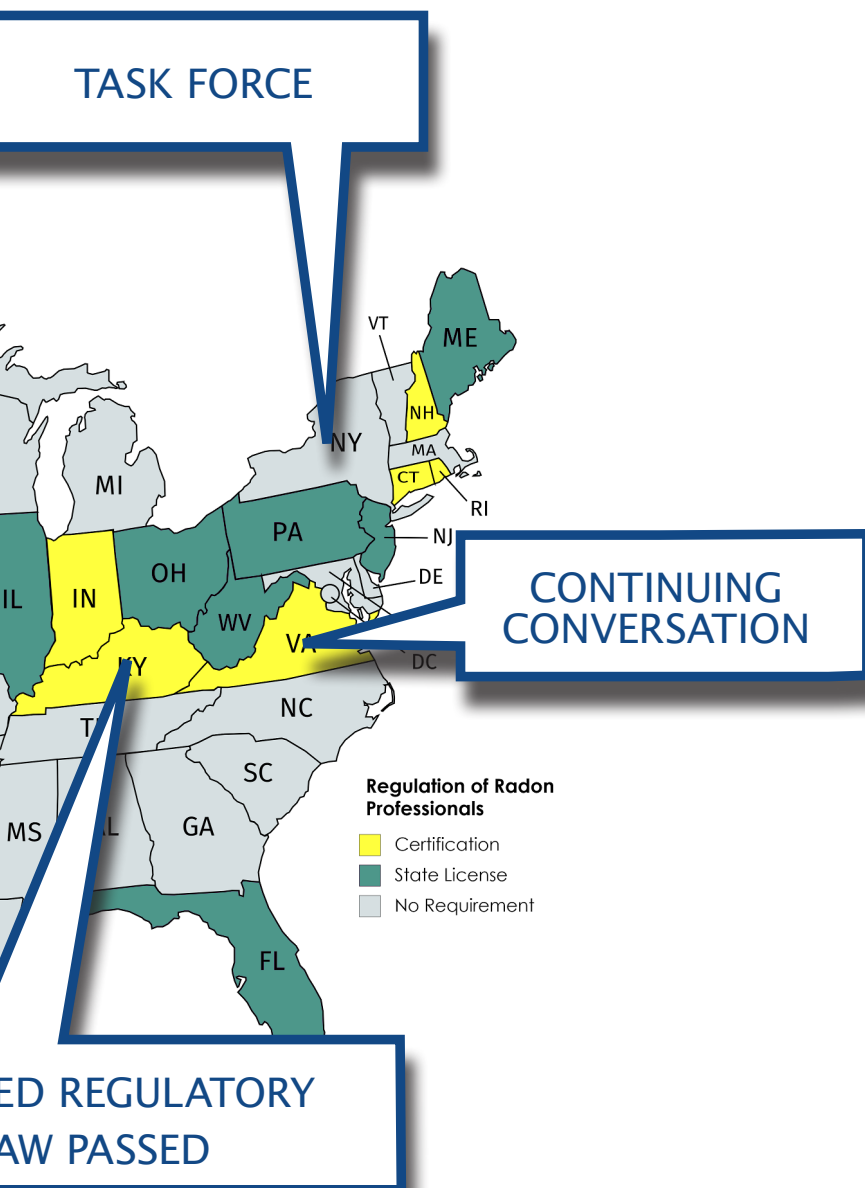 TASK FORCE
VT
ME
NH
NY
MA
MI
CT
RI
PA
NJ
OH
DE
IL
IN
WV
VA
CONTINUING
CONVERSATION
KY
DC
NC
SC
MS
AL
GA
Regulation of Radon
Professionals
Certification
State License
No Requirement
FL
ED REGULATORY
AW PASSED